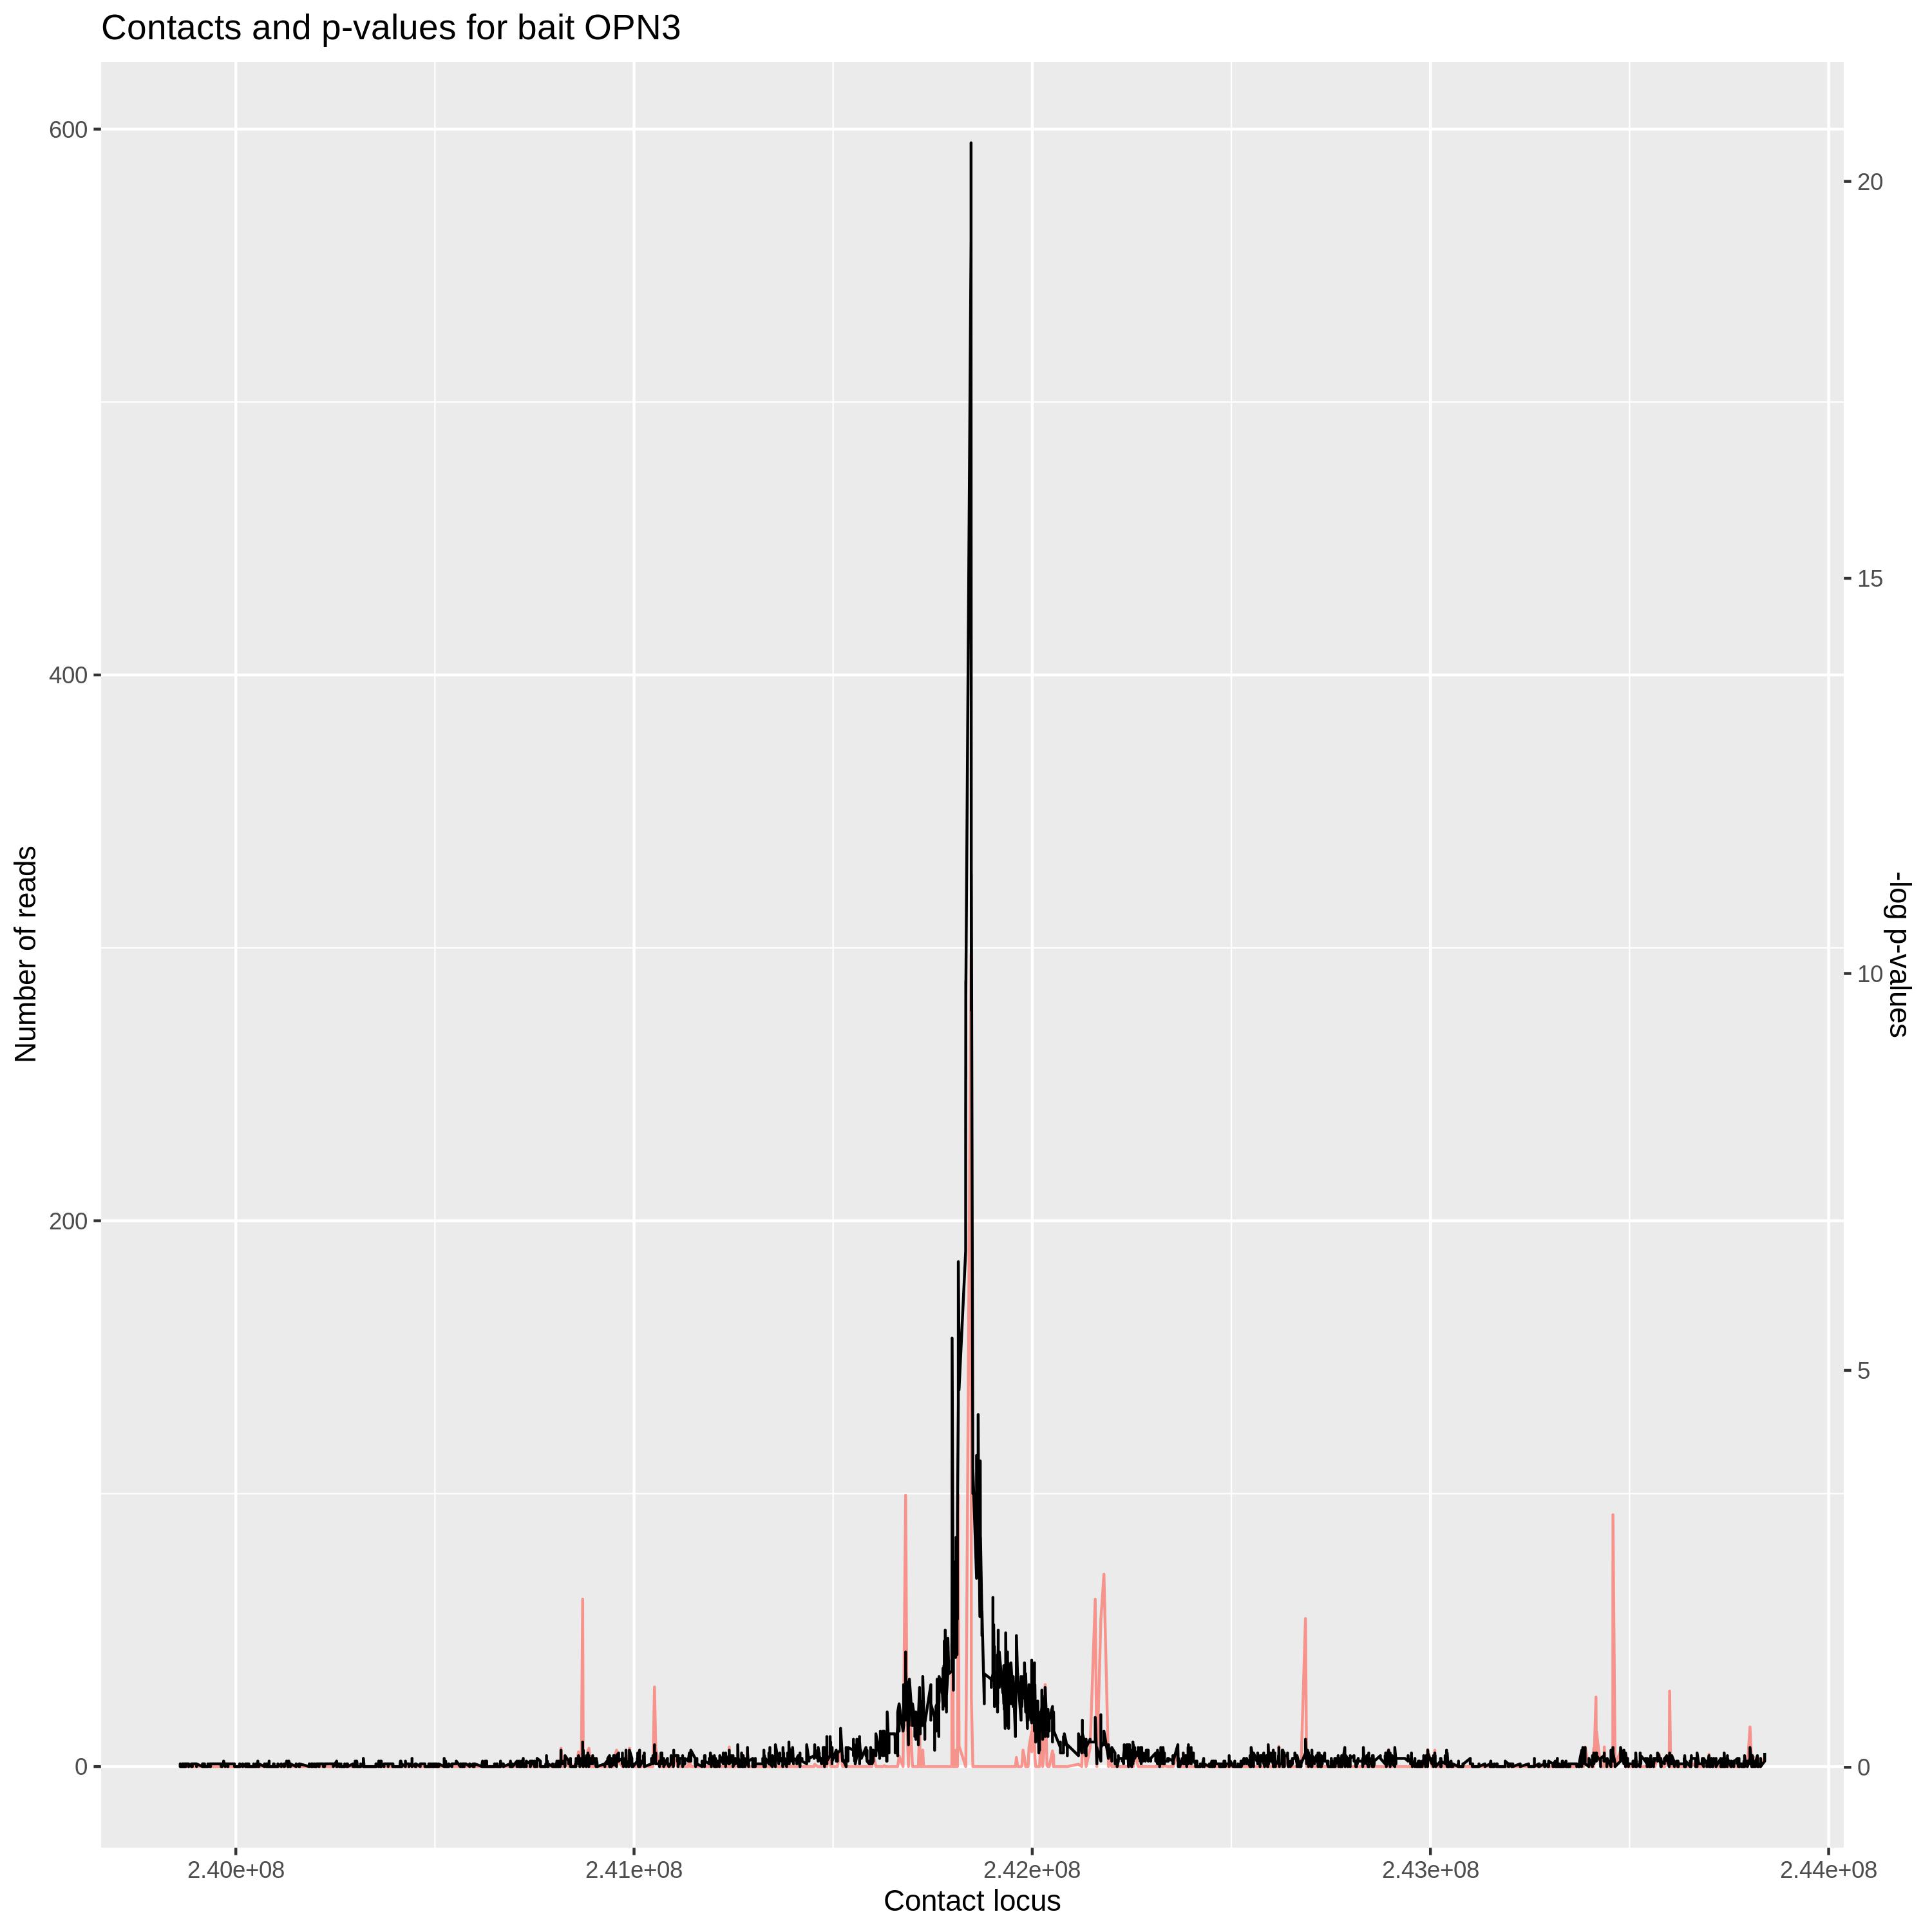 Contacts and p-values for bait OPN3
600
400
200
0
Number of reads
20
15
10
5
0
-log p-values
2.40e+08
2.41e+08
2.42e+08
2.43e+08
2.44e+08
Contact locus